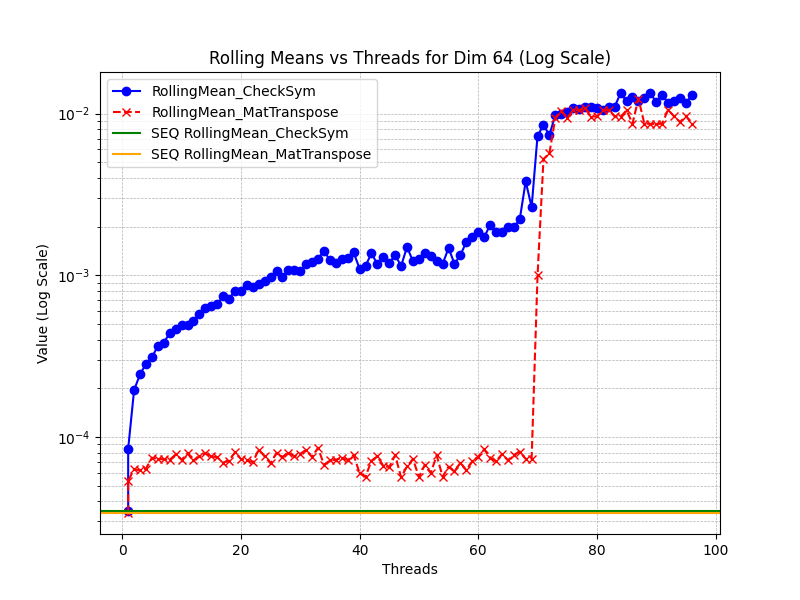 Rolling Means vs Threads for Dim 64 (Log Scale)
RollingMean_CheckSym
RollingMean_MatTranspose
SEQ RollingMean_CheckSym
SEQ RollingMean_MatTranspose
Value (Log Scale)
10⁻²
10⁻³
10⁻⁴
0 20 40 60 80 100
Threads